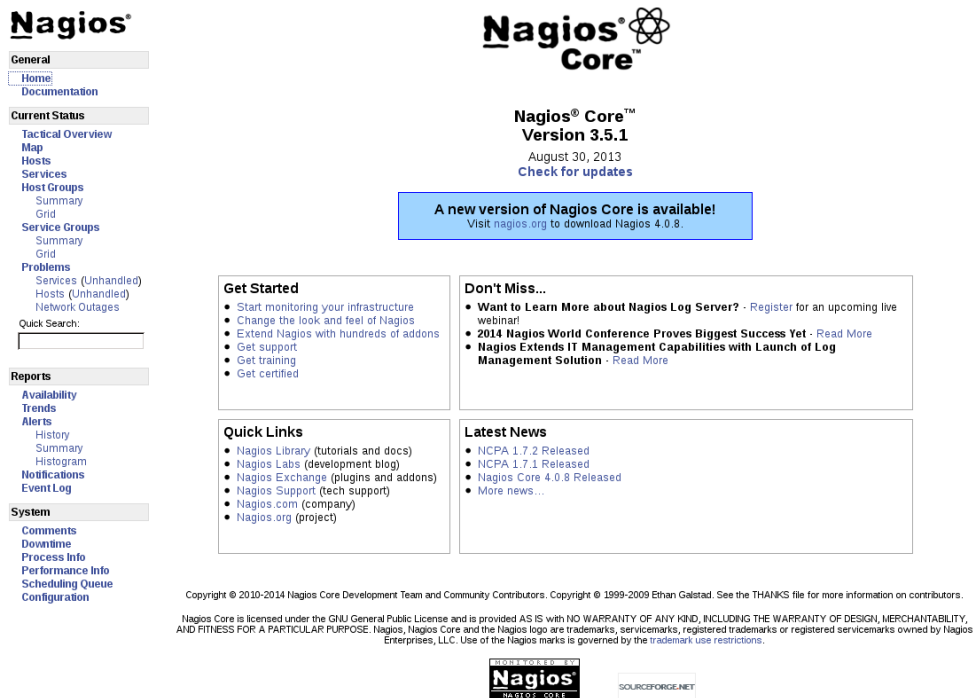 Nagios®
General
Home
Documentation
Current Status
Tactical Overview
Map
Hosts
Services
Host Groups
Summary
Grid
Service Groups
Summary
Grid
Problems
Services (Unhandled)
Hosts (Unhandled)
Network Outages
Quick Search:
Reports
Availability
Trends
Alerts
History
Summary
Histogram
Notifications
Event Log
System
Comments
Downtime
Process Info
Performance Info
Scheduling Queue
Configuration
Nagios®
Core™
Nagios® Core™
Version 3.5.1
August 30, 2013
Check for updates
A new version of Nagios Core is available!
Visit nagios.org to download Nagios 4.0.8.
Get Started
• Start monitoring your infrastructure
• Change the look and feel of Nagios
• Extend Nagios with hundreds of addons
• Get support
• Get training
• Get certified
Don't Miss...
• Want to Learn More about Nagios Log Server? - Register for an upcoming live
webinar!
• 2014 Nagios World Conference Proves Biggest Success Yet - Read More
• Nagios Extends IT Management Capabilities with Launch of Log
Management Solution - Read More
Quick Links
• Nagios Library (tutorials and docs)
• Nagios Labs (development blog)
• Nagios Exchange (plugins and addons)
• Nagios Support (tech support)
• Nagios.com (company)
• Nagios.org (project)
Latest News
• NCPA 1.7.2 Released
• NCPA 1.7.1 Released
• Nagios Core 4.0.8 Released
• More news...
Copyright © 2010-2014 Nagios Core Development Team and Community Contributors. Copyright © 1999-2009 Ethan Galstad. See the THANKS file for more information on contributors.
Nagios Core is licensed under the GNU General Public License and is provided AS IS with NO WARRANTY OF ANY KIND, INCLUDING THE WARRANTY OF DESIGN, MERCHANTABILITY,
AND FITNESS FOR A PARTICULAR PURPOSE. Nagios, Nagios Core and the Nagios logo are trademarks, servicemarks, registered trademarks or registered servicemarks owned by Nagios
Enterprises, LLC. Use of the Nagios marks is governed by the trademark use restrictions.
MONITORED BY
Nagios®
NAGIOS CORE
SOURCEFORGE.NET